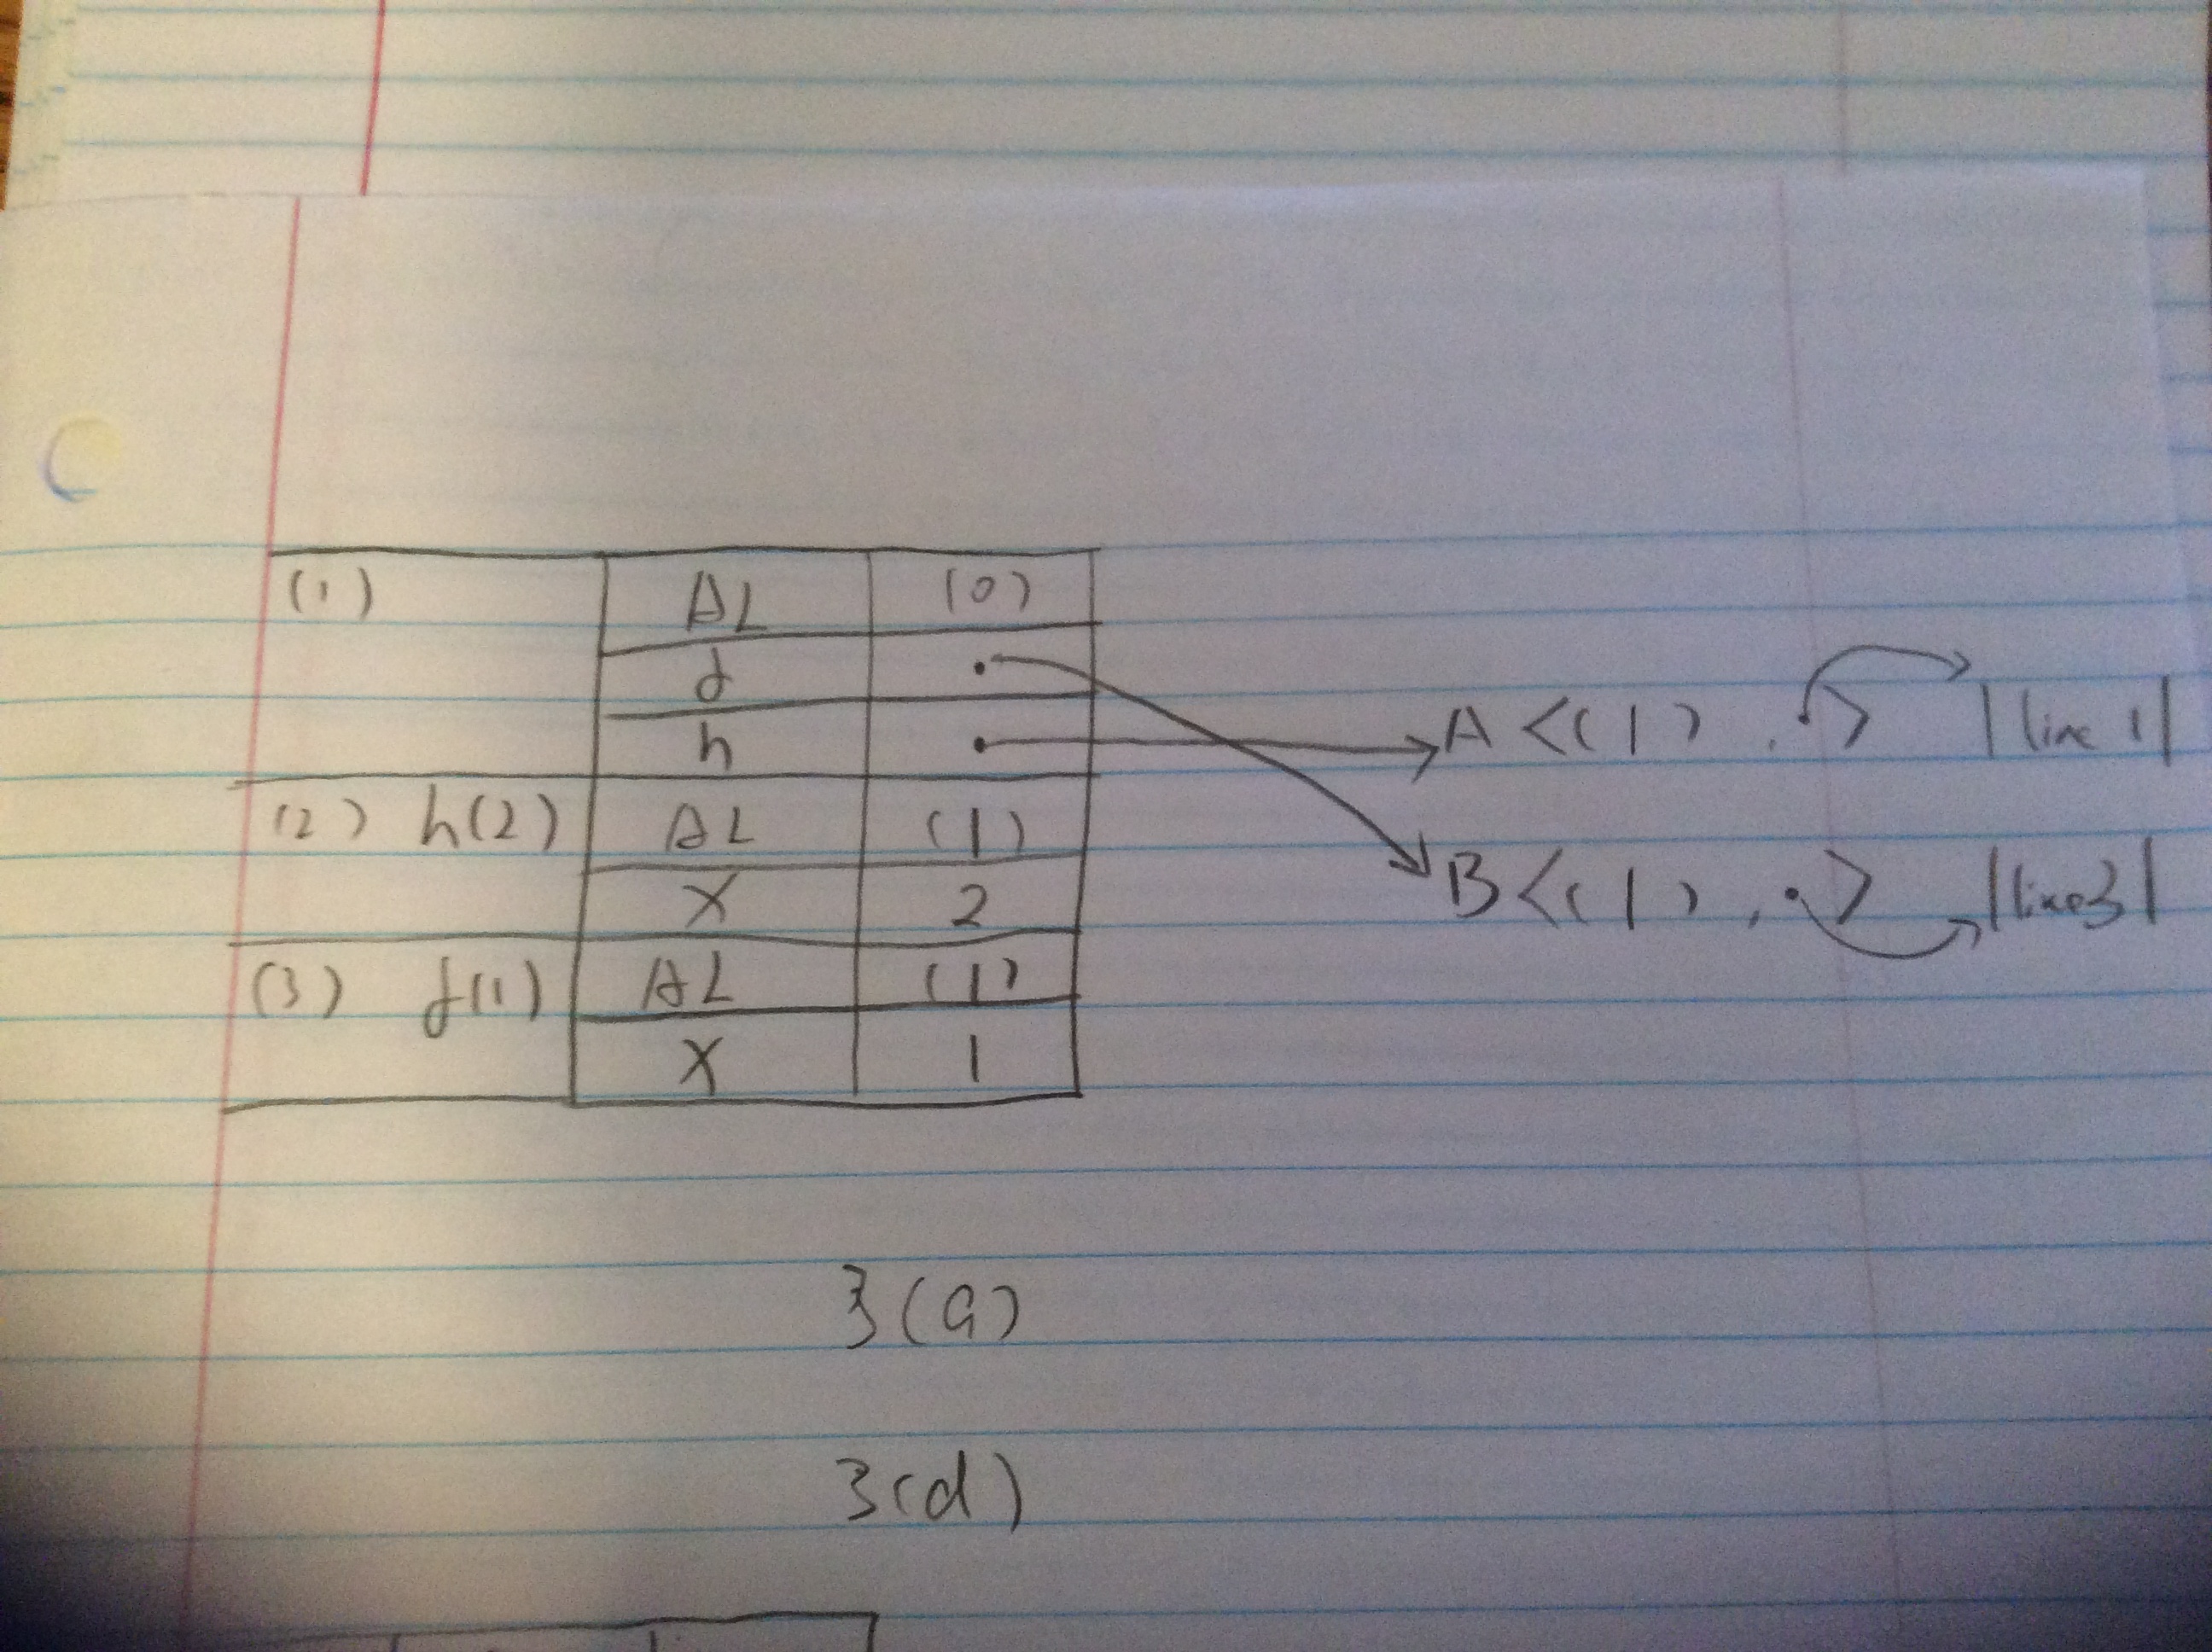 (1) AL (0)
f ·
h · A <(1), ·> |line 1|
(2) h(2) AL (1)
X 2 B <(1), ·> |line3|
(3) f(1) AL (1)
X 1
3(a)
3(d)